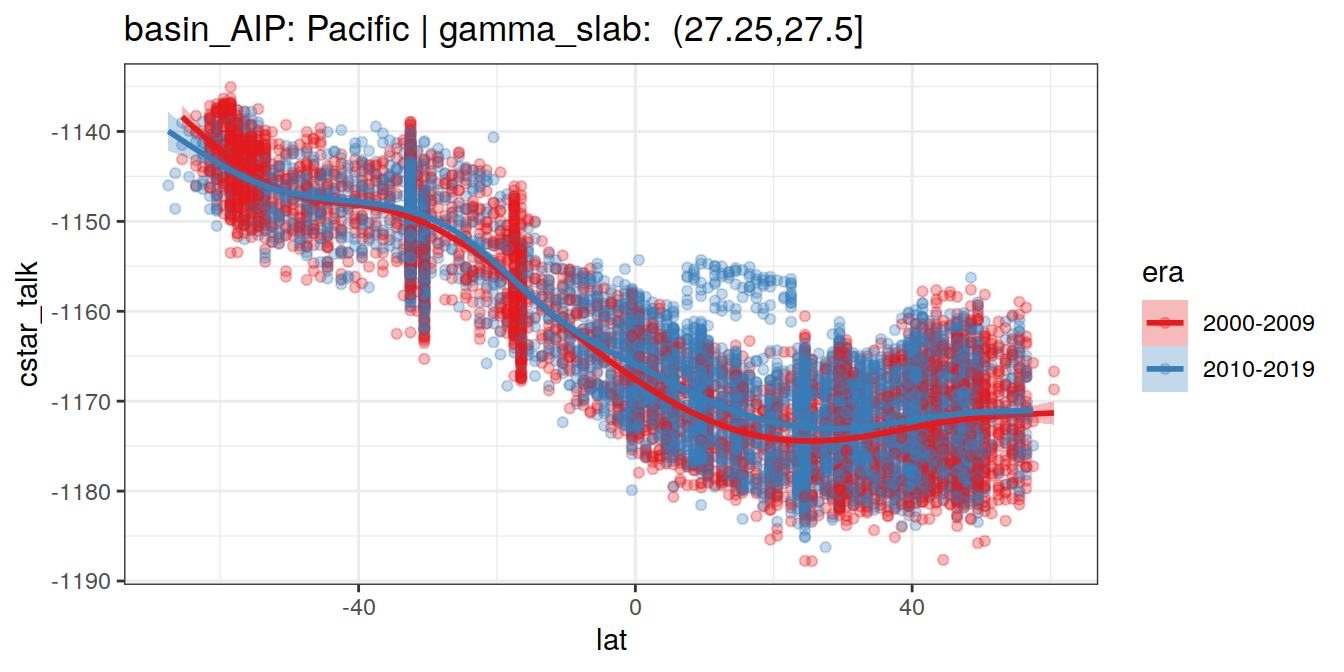 basin_AIP: Pacific | gamma_slab:  (27.25,27.5]
cstar_talk
-1140
-1150
-1160
-1170
-1180
-1190
-40
0
40
lat
era
2000-2009
2010-2019